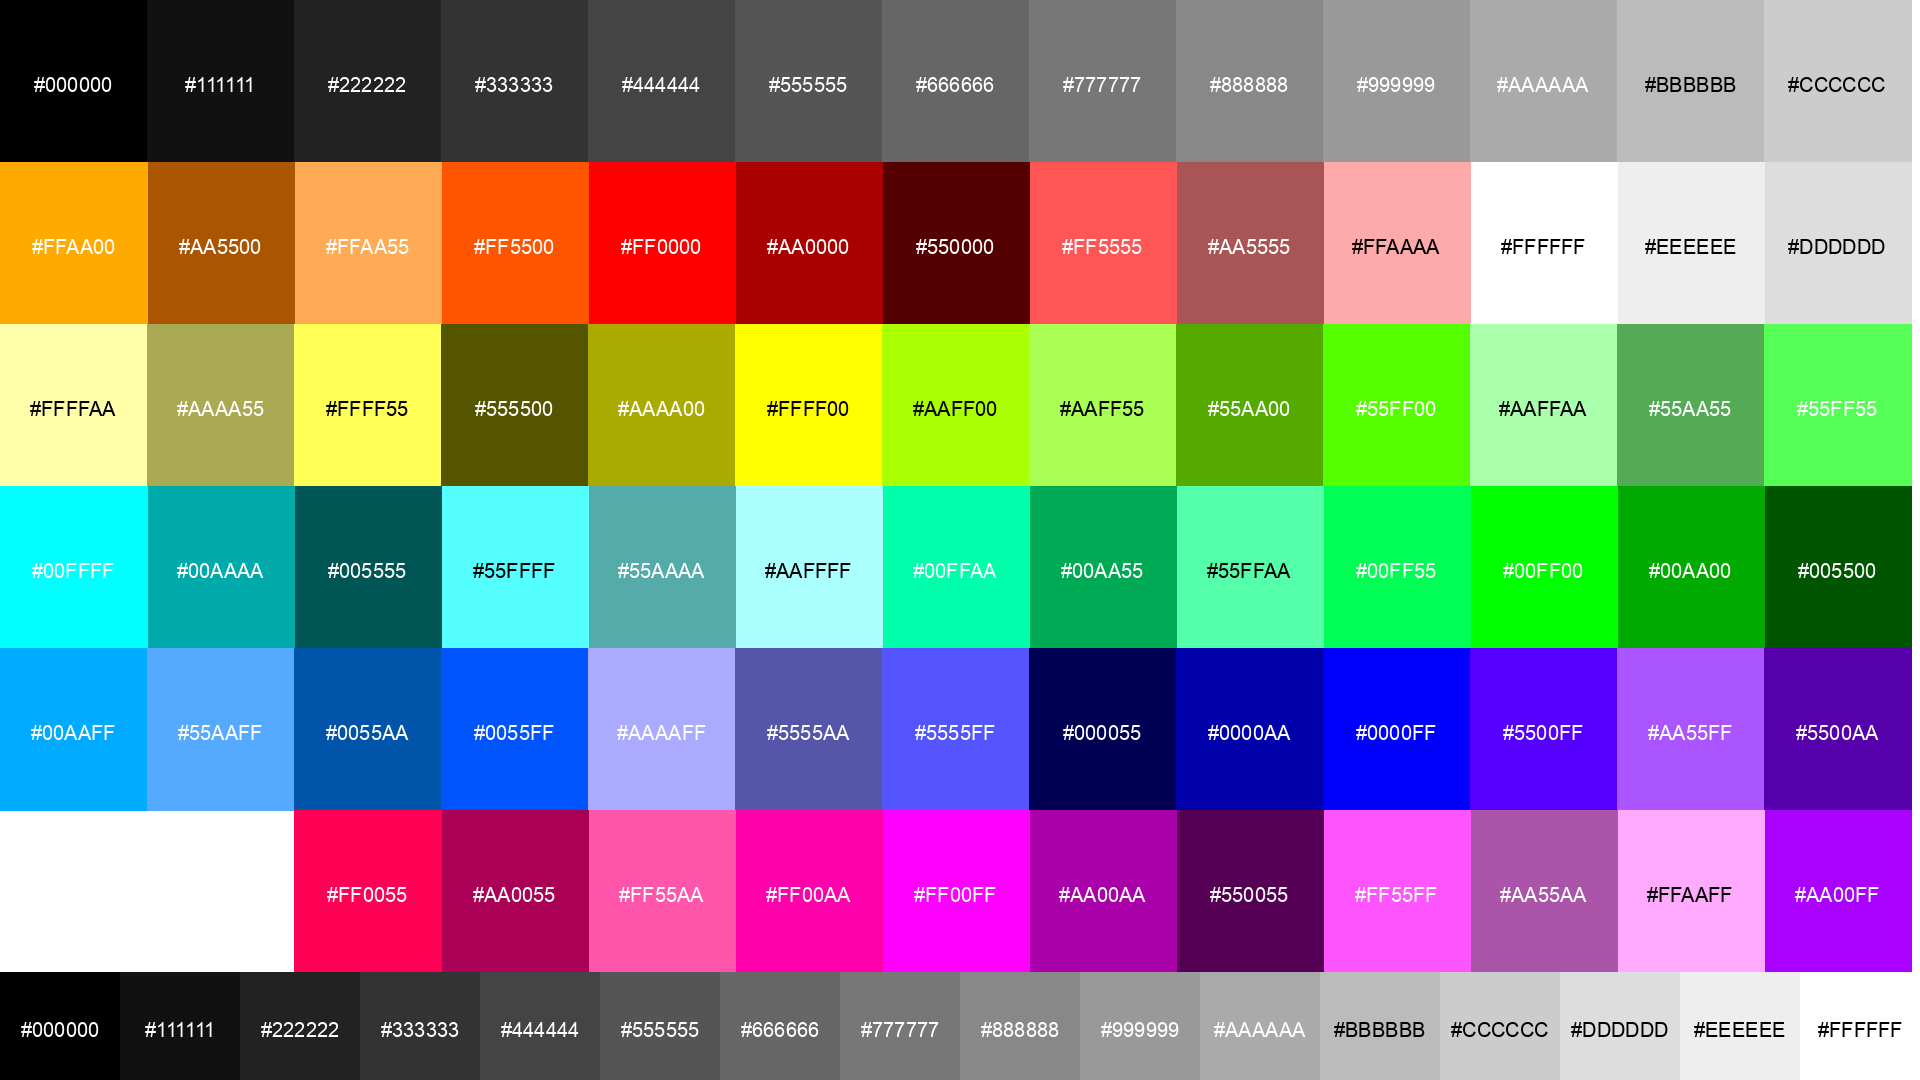 #000000 #111111 #222222 #333333 #444444 #555555 #666666 #777777 #888888 #999999 #AAAAAA #BBBBBB #CCCCCC
#FFAA00 #AA5500 #FFAA55 #FF5500 #FF0000 #AA0000 #550000 #FF5555 #AA5555 #FFAAAA #FFFFFF #EEEEEE #DDDDDD
#FFFFAA #AAAA55 #FFFF55 #555500 #AAAA00 #FFFF00 #AAFF00 #AAFF55 #55AA00 #55FF00 #AAFFAA #55AA55 #55FF55
#00FFFF #00AAAA #005555 #55FFFF #55AAAA #AAFFFF #00FFAA #00AA55 #55FFAA #00FF55 #00FF00 #00AA00 #005500
#00AAFF #55AAFF #0055AA #0055FF #AAAAFF #5555AA #5555FF #000055 #0000AA #0000FF #5500FF #AA55FF #5500AA
#FF0055 #AA0055 #FF55AA #FF00AA #FF00FF #AA00AA #550055 #FF55FF #AA55AA #FFAAFF #AA00FF
#000000 #111111 #222222 #333333 #444444 #555555 #666666 #777777 #888888 #999999 #AAAAAA #BBBBBB #CCCCCC #DDDDDD #EEEEEE #FFFFFF